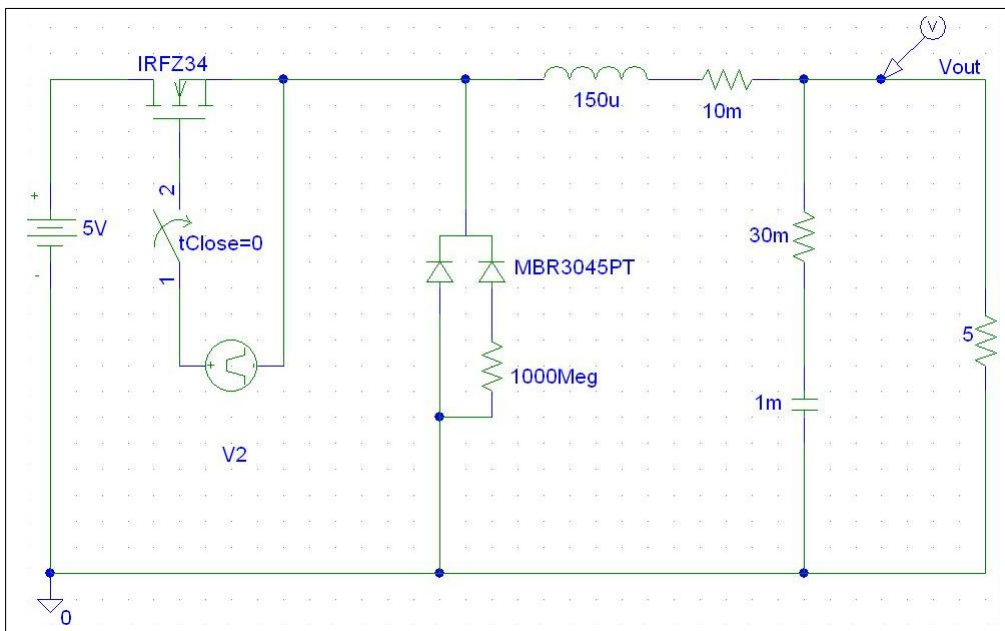 IRFZ34
V
Vout
150u
10m
+
5V
-
2
tClose=0
1
30m
MBR3045PT
5
+
-
1000Meg
1m
V2
0